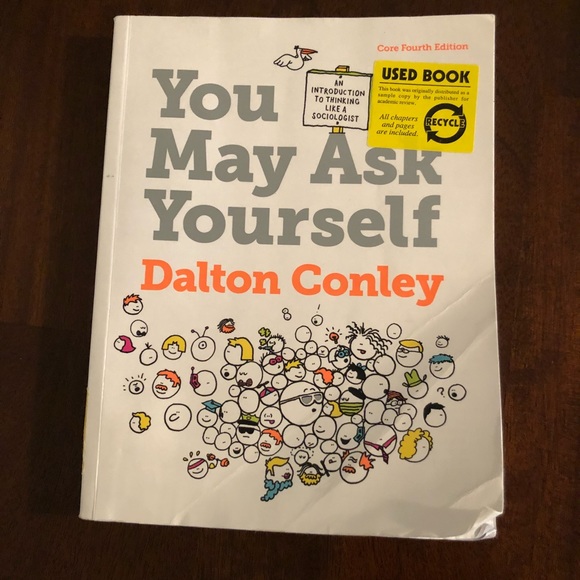 Core Fourth Edition
You
May Ask
Yourself
AN
INTRODUCTION
TO THINKING
LIKE A
SOCIOLOGIST
USED BOOK
This book was originally distributed as a
sample copy by the publisher for
academic review.
All chapters
and pages
are included.
RECYCLE
Dalton Conley